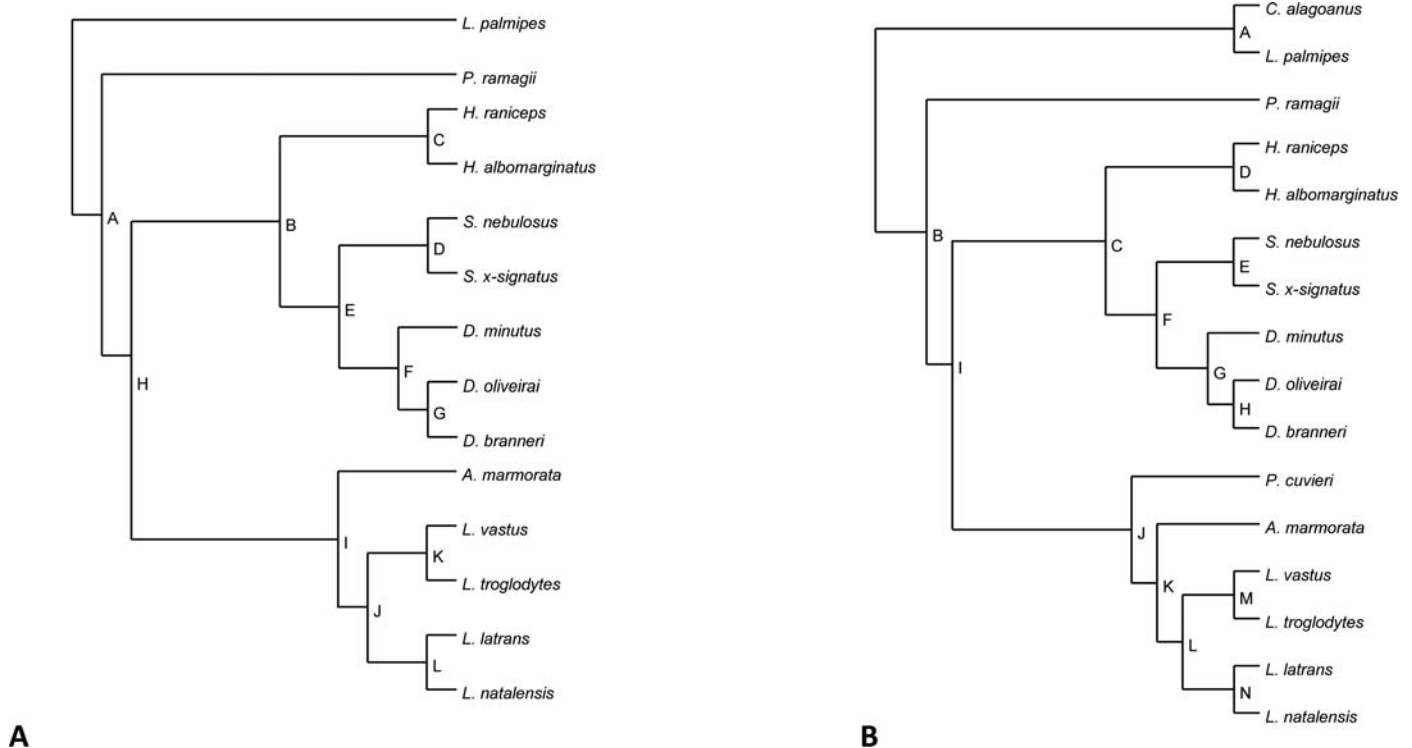 L. palmipes
P. ramagii
H. raniceps
C
H. albomarginatus
S. nebulosus
A
B
D
S. x-signatus
E
D. minutus
F
H
D. oliveirai
G
D. branneri
A. marmorata
L. vastus
I
K
L. troglodytes
J
L. latrans
L
L. natalensis
A
C. alagoanus
A
L. palmipes
P. ramagii
H. raniceps
D
H. albomarginatus
B
S. nebulosus
C
E
S. x-signatus
F
D. minutus
I
G
D. oliveirai
H
D. branneri
P. cuvieri
A. marmorata
J
L. vastus
K
M
L. troglodytes
L
L. latrans
N
L. natalensis
B